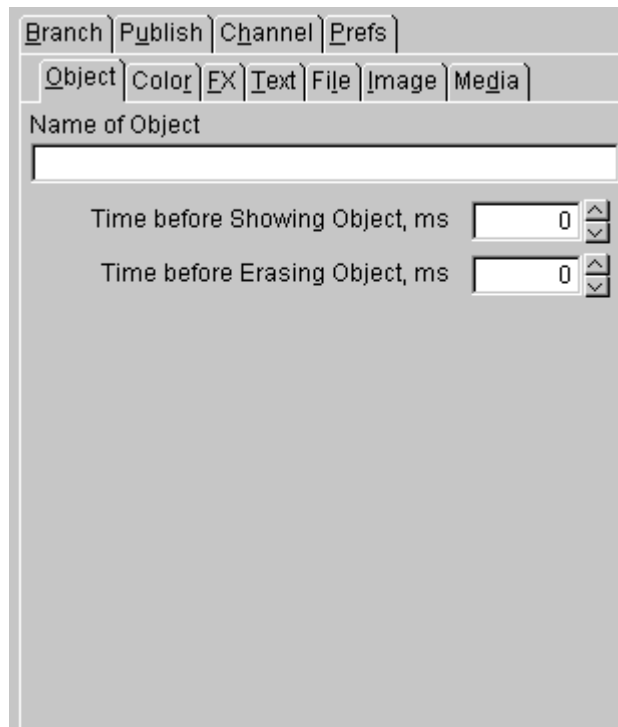 Branch Publish Channel Prefs
Object Color FX Text File Image Media
Name of Object
Time before Showing Object, ms 0
Time before Erasing Object, ms 0